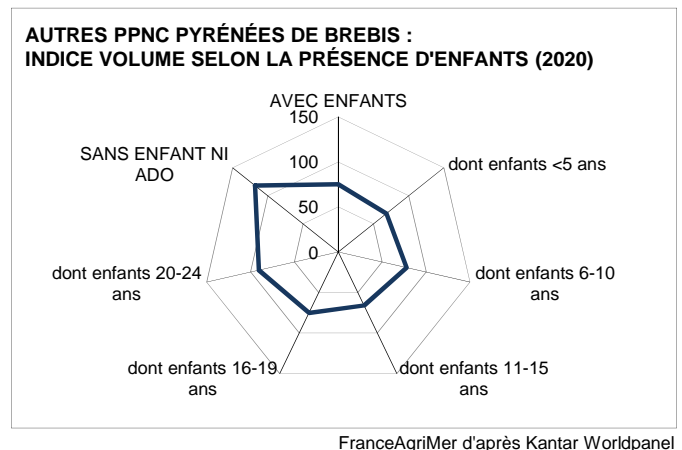 AUTRES PPNC PYRÉNÉES DE BREBIS :
INDICE VOLUME SELON LA PRÉSENCE D'ENFANTS (2020)
AVEC ENFANTS
150
100
50
0
dont enfants <5 ans
dont enfants 6-10
ans
dont enfants 11-15
ans
dont enfants 16-19
ans
dont enfants 20-24
ans
SANS ENFANT NI
ADO
FranceAgriMer d'après Kantar Worldpanel